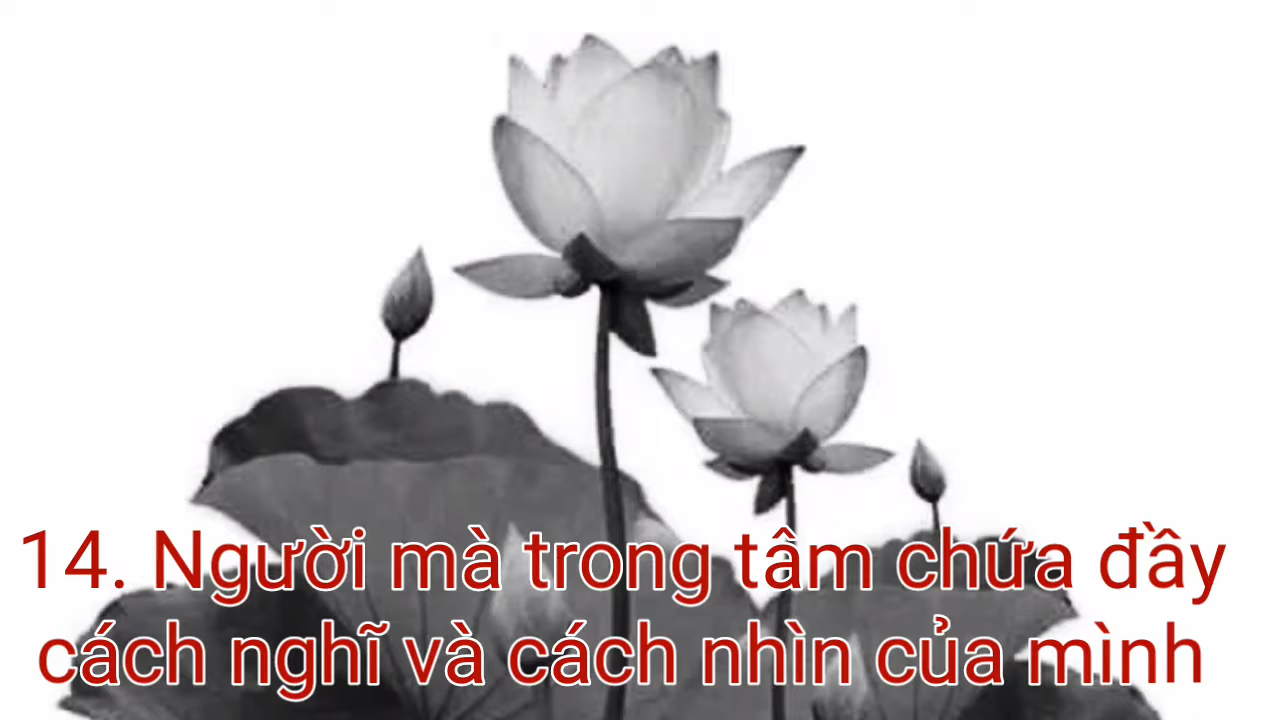 14. Người mà trong tâm chứa đầy
cách nghĩ và cách nhìn của mình